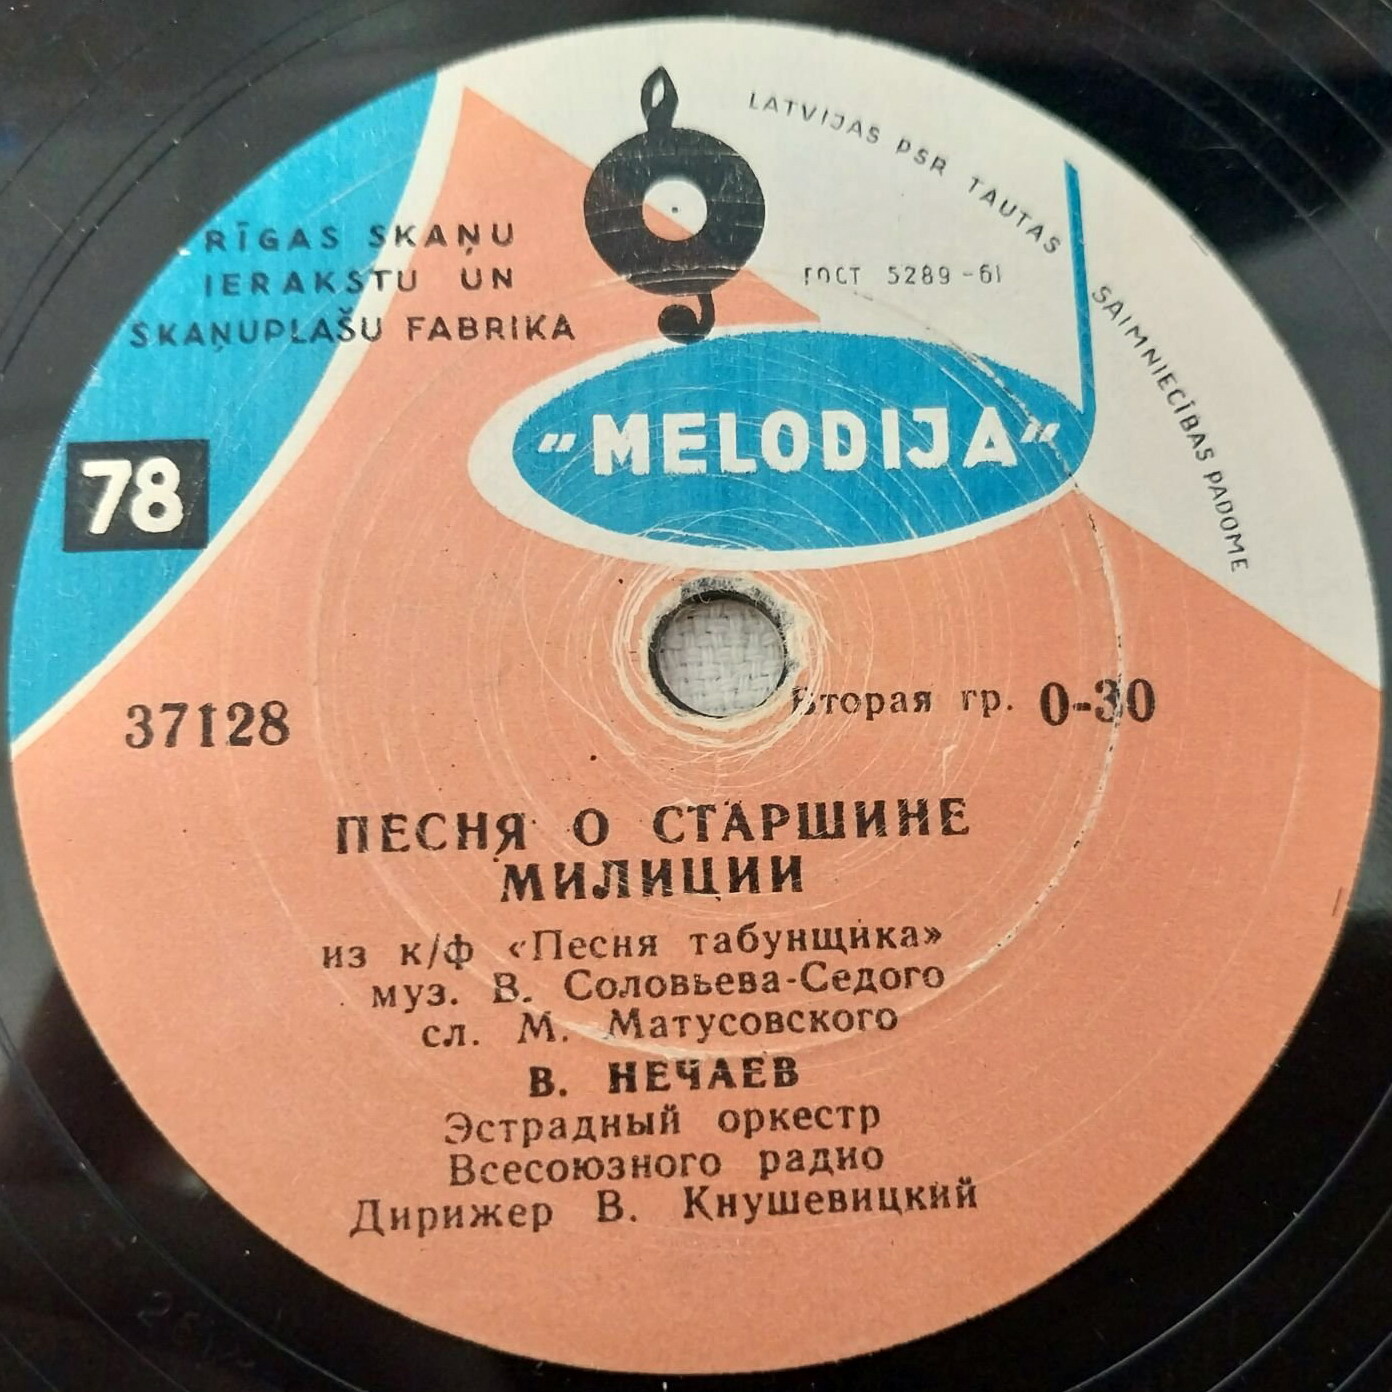 LATVIJAS PSR TAUTAS SAIMNIECĪBAS PADOME
RĪGAS SKAŅU
IERAKSTU UN
SKAŅUPLAŠU FABRIKA
ГОСТ 5289-61
"MELODIJA"
78
37128
Вторая гр. 0-30
ПЕСНЯ О СТАРШИНЕ
МИЛИЦИИ
из к/ф «Песня табунщика»
муз. В. Соловьева-Седого
сл. М. Матусовского
В. НЕЧАЕВ
Эстрадный оркестр
Всесоюзного радио
Дирижер В. Кнушевицкий